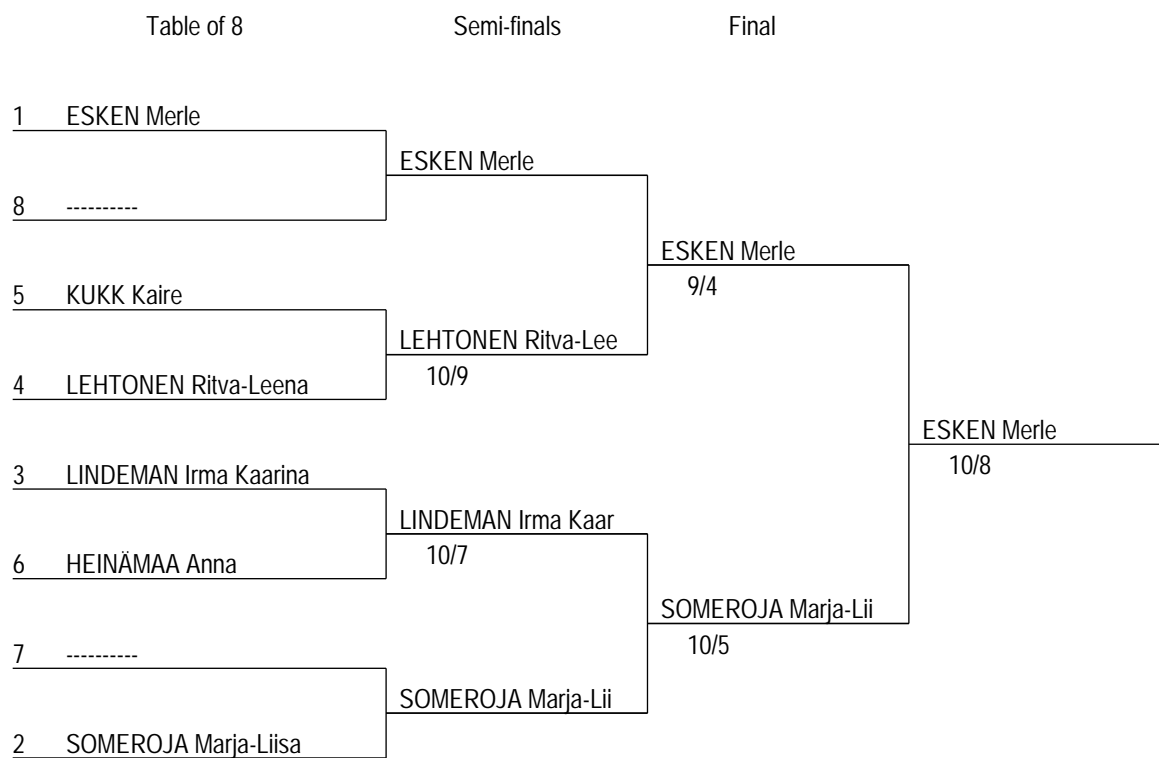 Table of 8 Semi-finals Final
1 ESKEN Merle
ESKEN Merle
8 ----------
ESKEN Merle
9/4
5 KUKK Kaire
LEHTONEN Ritva-Lee
10/9
4 LEHTONEN Ritva-Leena
ESKEN Merle
10/8
3 LINDEMAN Irma Kaarina
LINDEMAN Irma Kaar
10/7
6 HEINÄMAA Anna
SOMEROJA Marja-Lii
10/5
7 ----------
SOMEROJA Marja-Lii
2 SOMEROJA Marja-Liisa